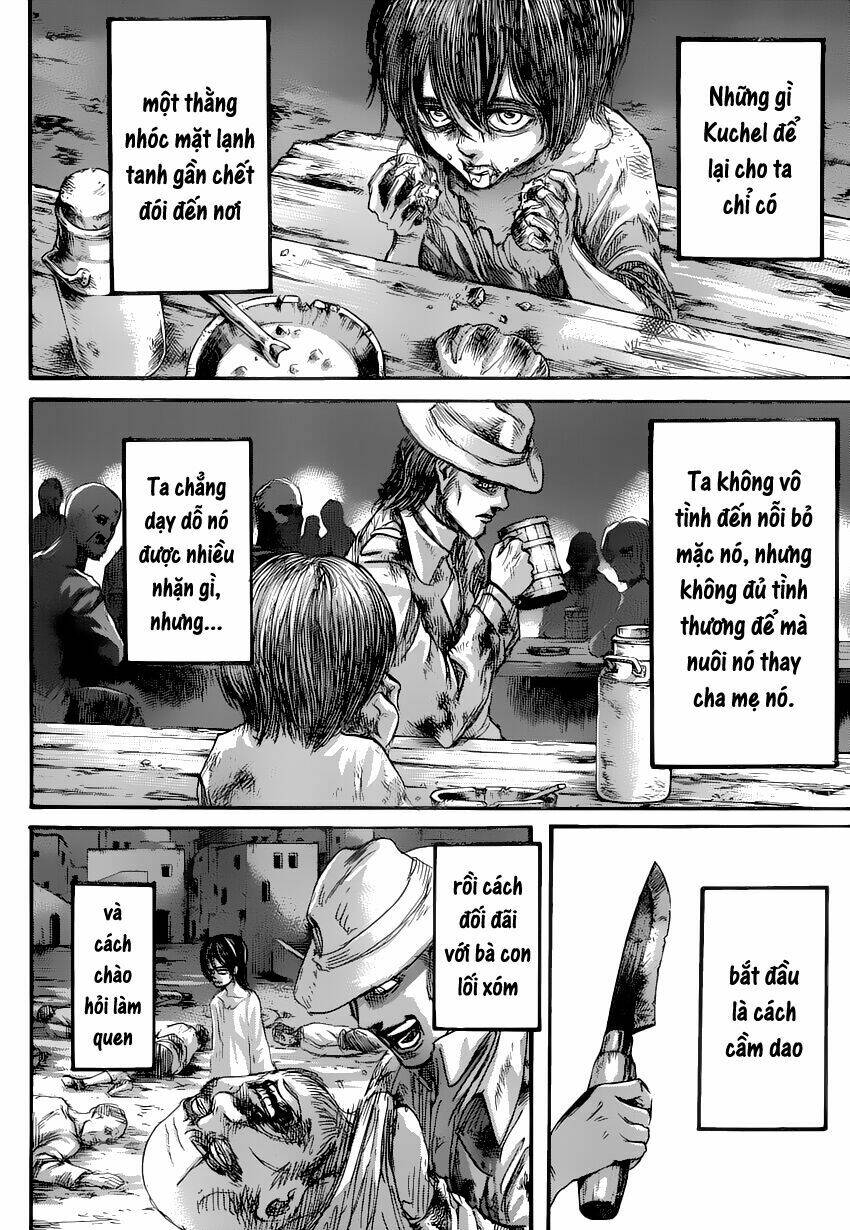 Những gì
Kuchel để
lại cho ta
chỉ có
một thằng
nhóc mặt lạnh
tanh gần chết
đói đến nơi
Ta không vô
tình đến nỗi bỏ
mặc nó, nhưng
không đủ tình
thương để mà
nuôi nó thay
cha mẹ nó.
Ta chẳng
dạy dỗ nó
được nhiều
nhặn gì,
nhưng...
bắt đầu
là cách
cầm dao
rồi cách
đối đãi
với bà con
lối xóm
và
cách
chào
hỏi làm
quen